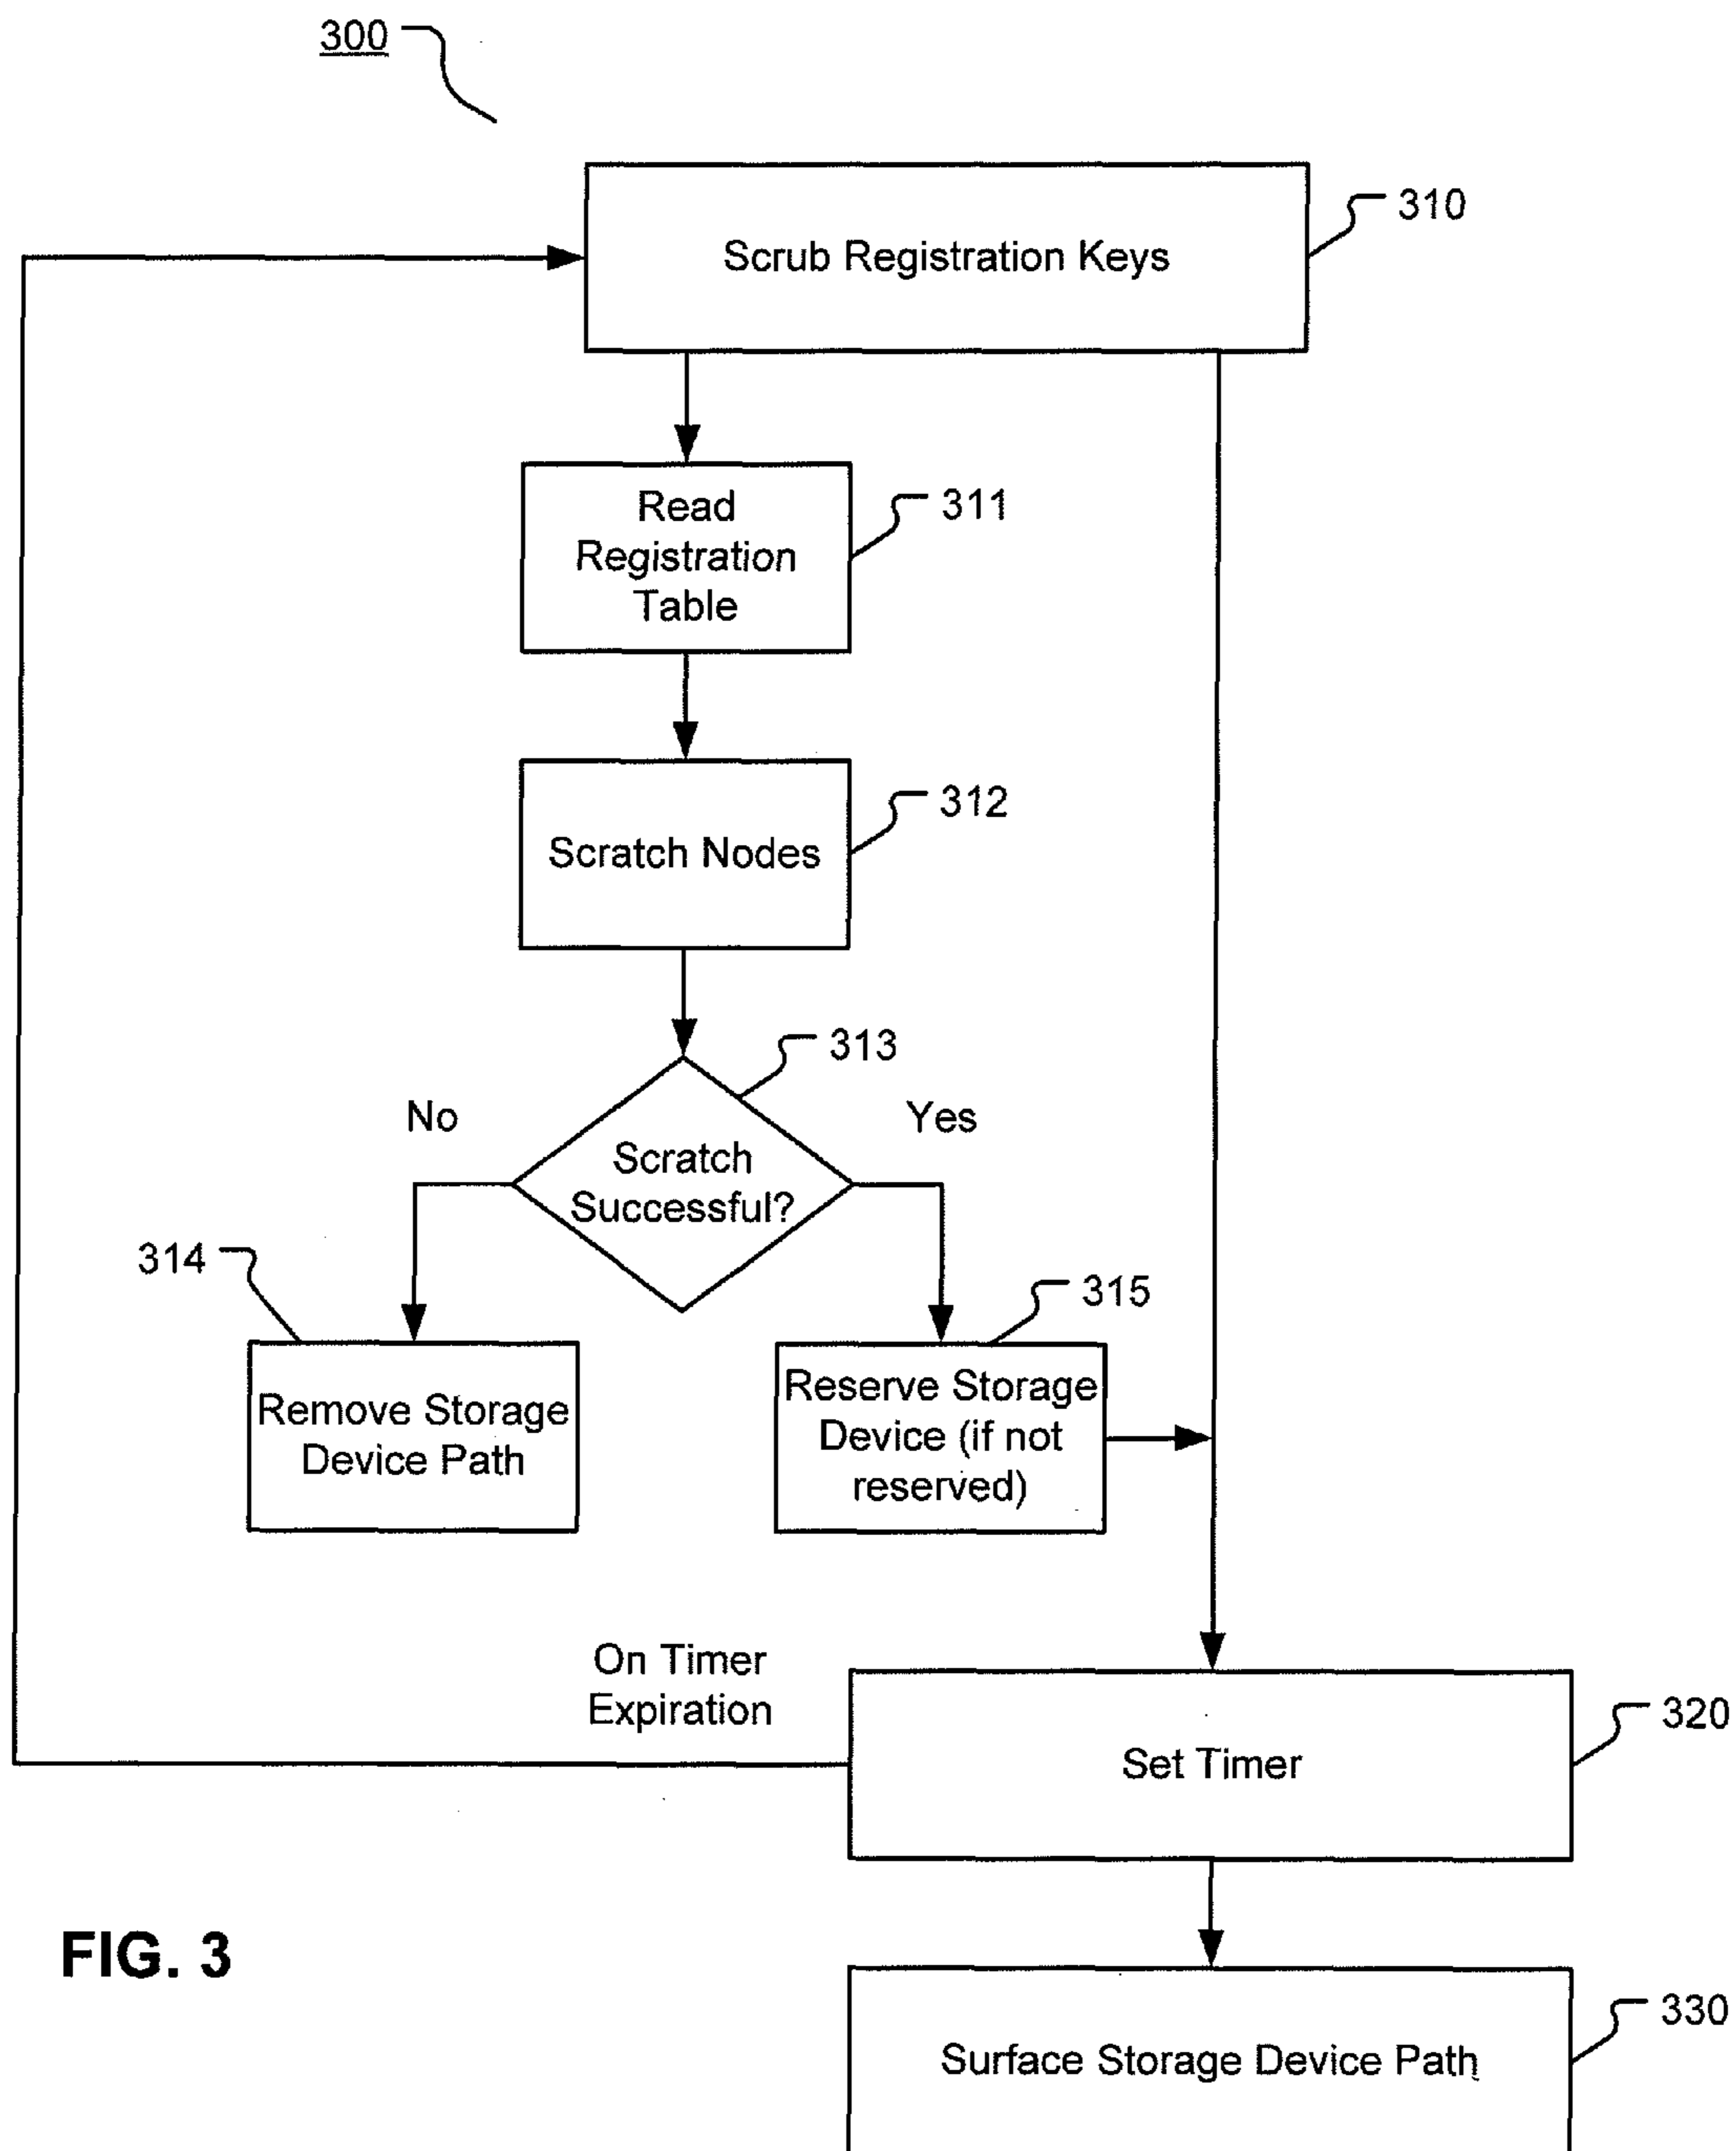 300
310
Scrub Registration Keys
Read
Registration
Table
311
Scratch Nodes
312
313
No
Yes
Scratch
Successful?
314
315
Remove Storage
Device Path
Reserve Storage
Device (if not
reserved)
On Timer
Expiration
320
Set Timer
FIG. 3
330
Surface Storage Device Path